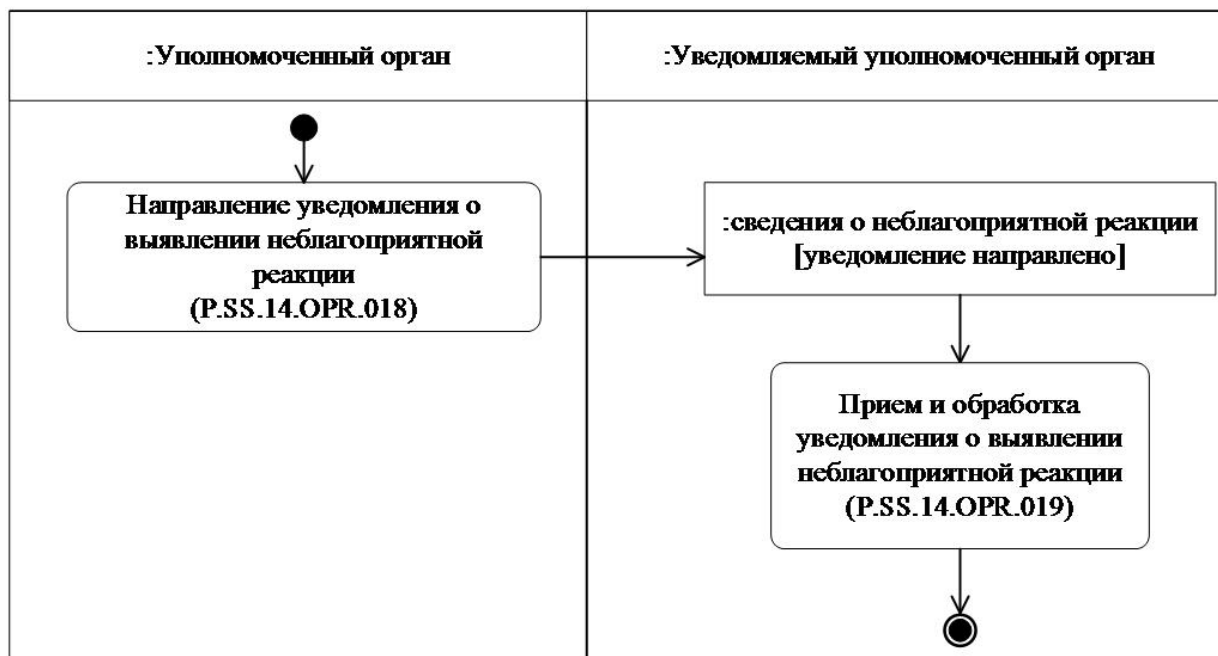 :Уполномоченный орган
:Уведомляемый уполномоченный орган
Направление уведомления о
выявлении неблагоприятной
реакции
(P.SS.14.OPR.018)
:сведения о неблагоприятной реакции
[уведомление направлено]
Прием и обработка
уведомления о выявлении
неблагоприятной реакции
(P.SS.14.OPR.019)